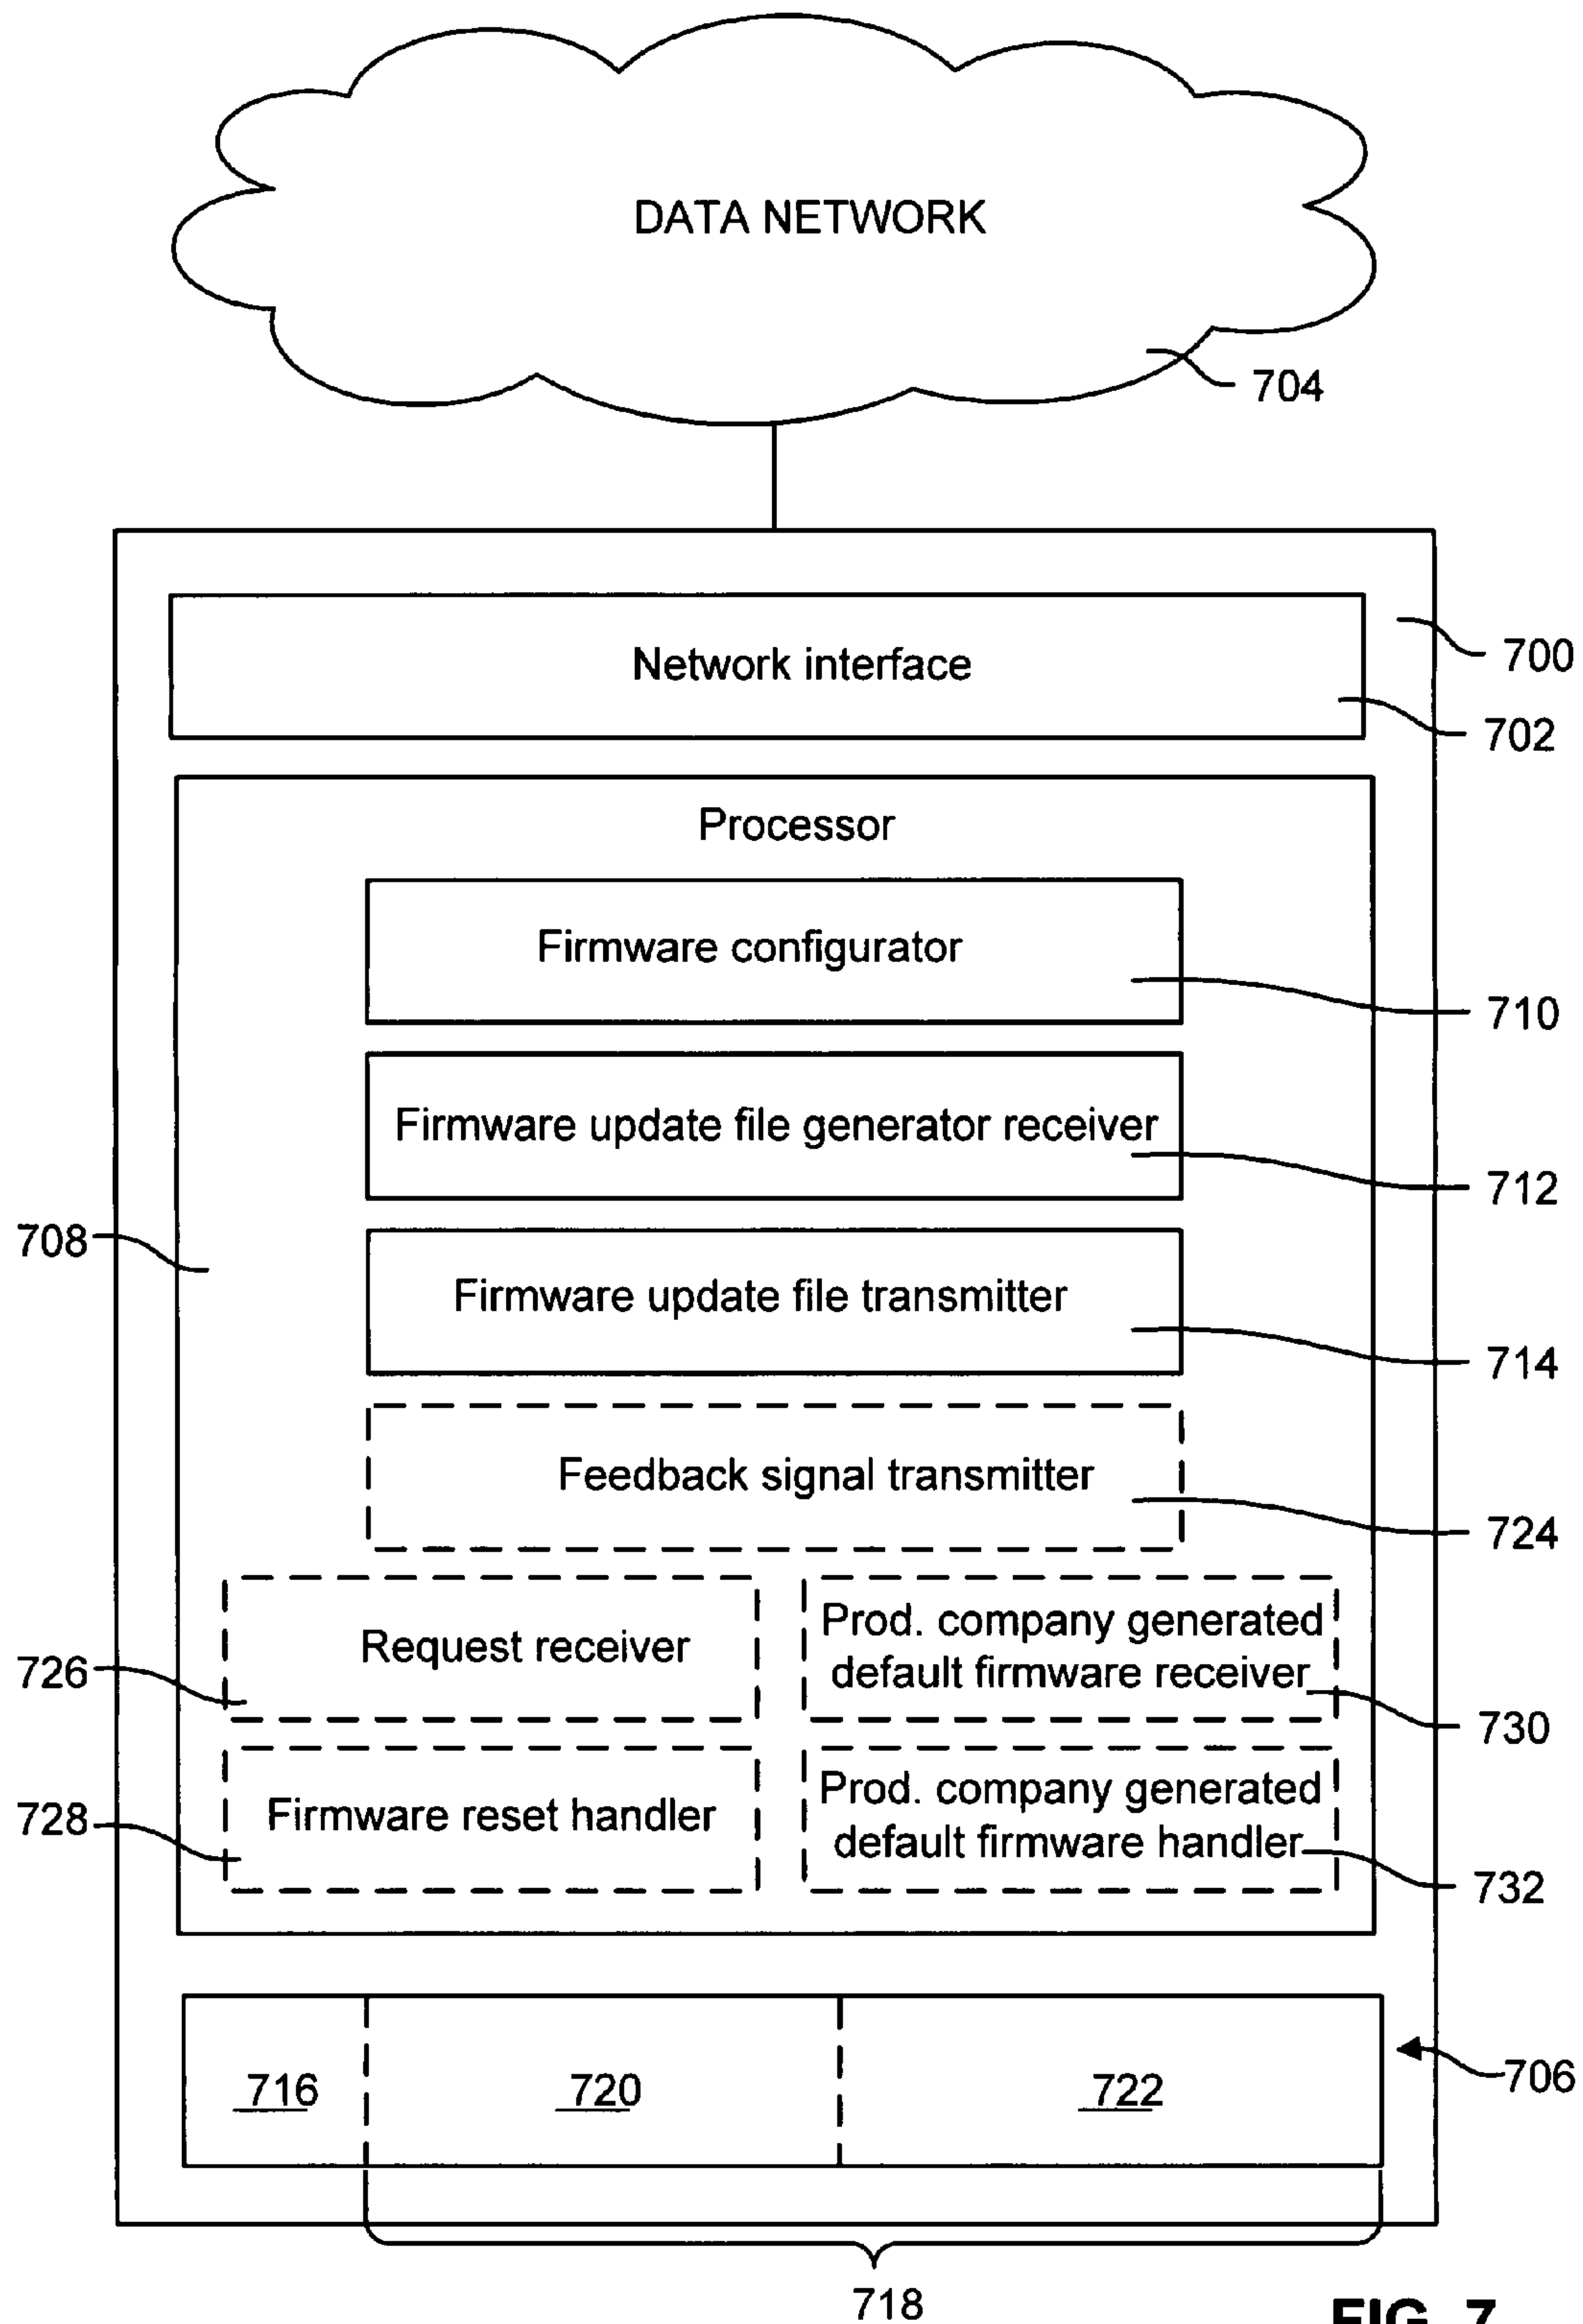 DATA NETWORK
704
700
Network interface
702
Processor
Firmware configurator
710
Firmware update file generator receiver
712
708
Firmware update file transmitter
714
Feedback signal transmitter
724
Request receiver
726
Prod. company generated
default firmware receiver
730
Firmware reset handler
728
Prod. company generated
default firmware handler
732
716
720
722
706
718
FIG. 7